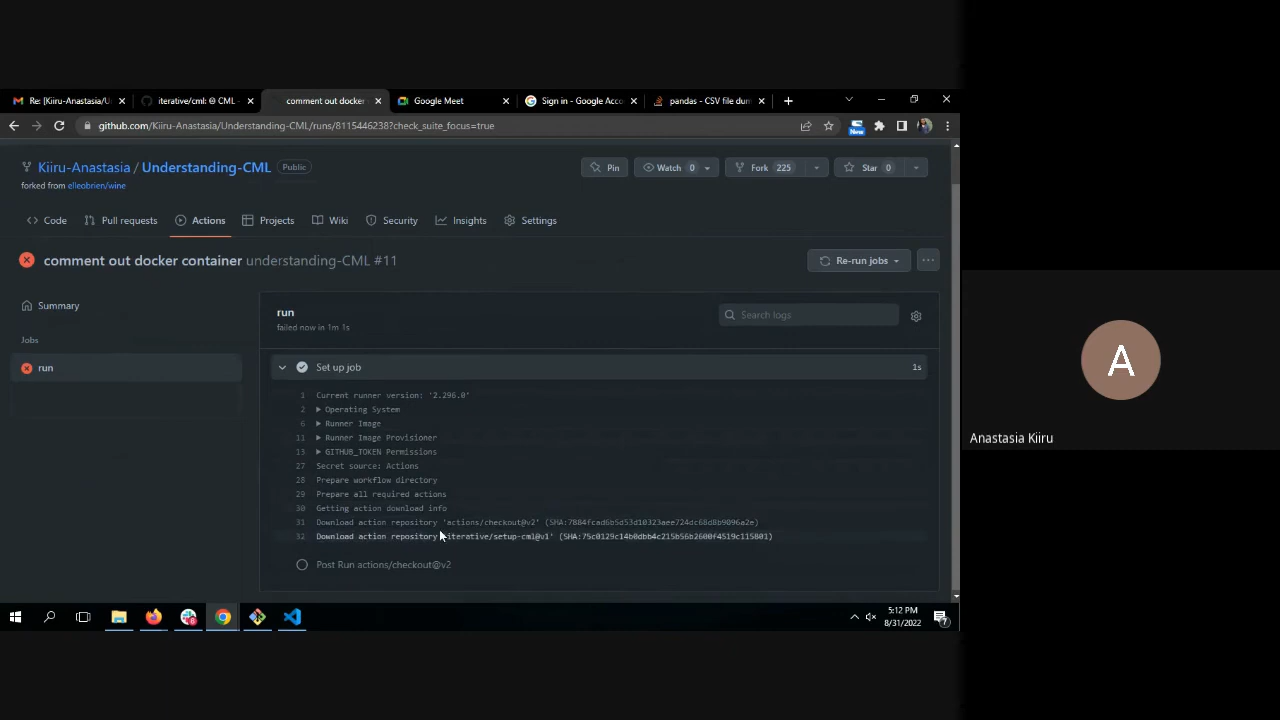 Re: [Kiiru-Anastasia/U
iterative/cml: ♾️ CML -
comment out docker
Google Meet
Sign in - Google Acco
pandas - CSV file dum
github.com/Kiiru-Anastasia/Understanding-CML/runs/8115446238?check_suite_focus=true
New
Kiiru-Anastasia / Understanding-CML Public
Pin Watch 0 Fork 225 Star 0
forked from elleobrien/wine
Code Pull requests Actions Projects Wiki Security Insights Settings
comment out docker container understanding-CML #11
Re-run jobs
Summary
Jobs
run
run
failed now in 1m 1s
Search logs
Set up job 1s
1 Current runner version: '2.296.0'
2 Operating System
6 Runner Image
11 Runner Image Provisioner
13 GITHUB_TOKEN Permissions
27 Secret source: Actions
28 Prepare workflow directory
29 Prepare all required actions
30 Getting action download info
31 Download action repository 'actions/checkout@v2' (SHA:7884fcad6b5d53d10323aee724dc68d8b9096a2e)
32 Download action repository 'iterative/setup-cml@v1' (SHA:75c0129c14b0dbb4c215b56b2600f4519c115801)
Post Run actions/checkout@v2
5:12 PM
8/31/2022
A
Anastasia Kiiru